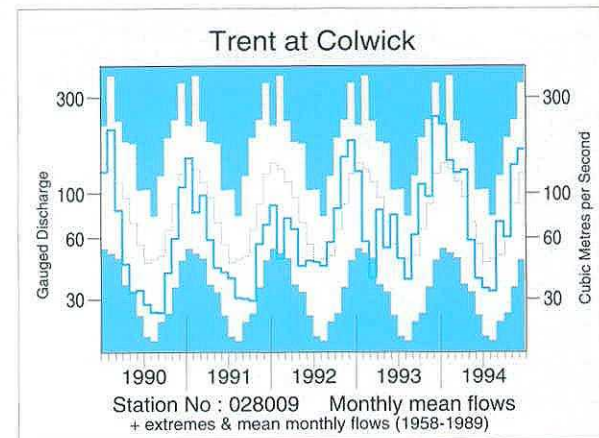 Trent at Colwick
Gauged Discharge
300
100
60
30
300
100
60
30
Cubic Metres per Second
1990 1991 1992 1993 1994
Station No : 028009 Monthly mean flows
+ extremes & mean monthly flows (1958-1989)